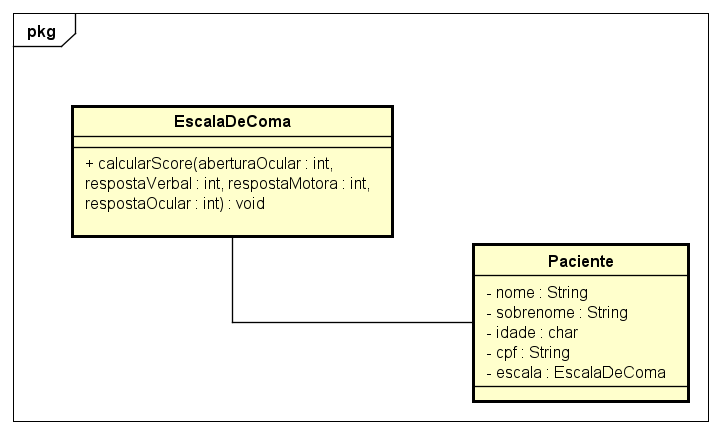 pkg
EscalaDeComa
+ calcularScore(aberturaOcular : int,
respostaVerbal : int, respostaMotora : int,
respostaOcular : int) : void
Paciente
- nome : String
- sobrenome : String
- idade : char
- cpf : String
- escala : EscalaDeComa